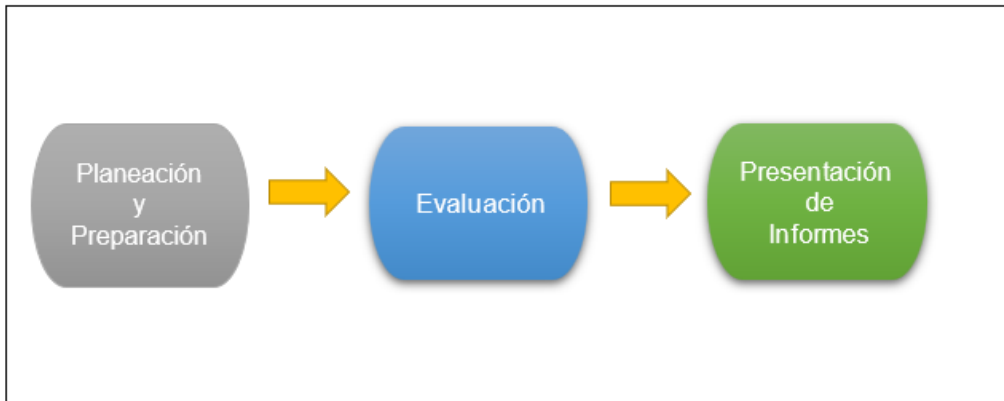 Planeación
y
Preparación
Evaluación
Presentación
de
Informes